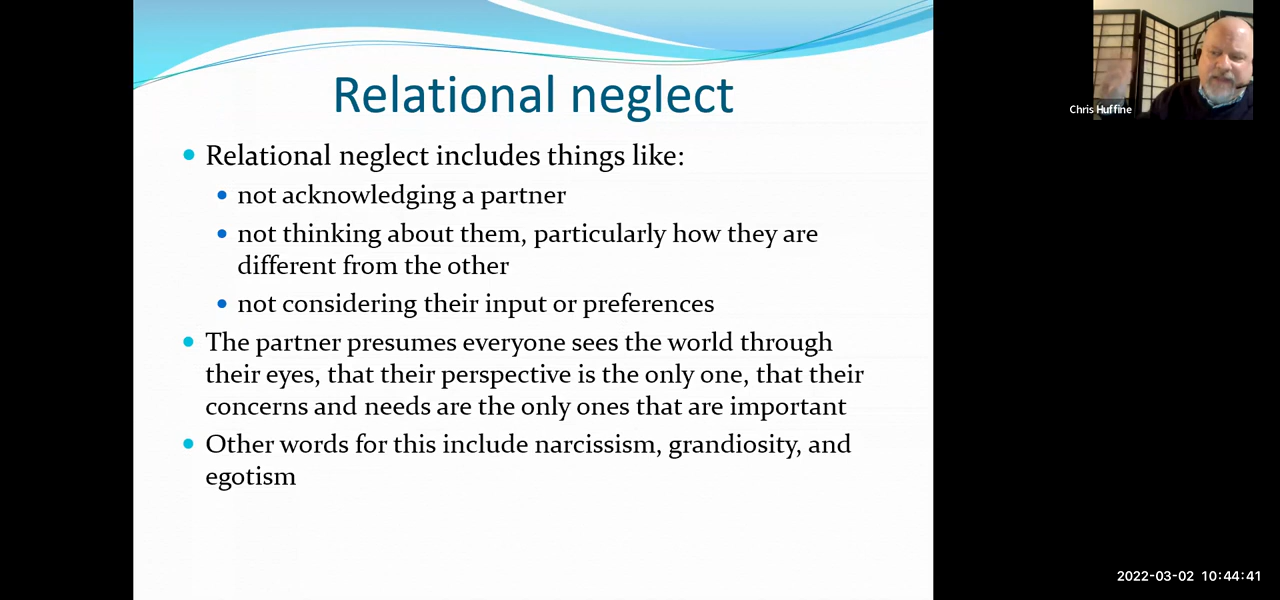 Relational neglect
Relational neglect includes things like:
not acknowledging a partner
not thinking about them, particularly how they are
different from the other
not considering their input or preferences
The partner presumes everyone sees the world through
their eyes, that their perspective is the only one, that their
concerns and needs are the only ones that are important
Other words for this include narcissism, grandiosity, and
egotism
Chris Huffine
2022-03-02 10:44:41